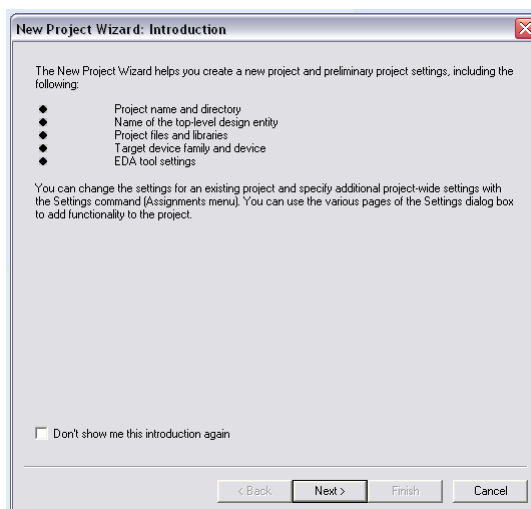 New Project Wizard: Introduction
The New Project Wizard helps you create a new project and preliminary project settings, including the
following:
Project name and directory
Name of the top-level design entity
Project files and libraries
Target device family and device
EDA tool settings
You can change the settings for an existing project and specify additional project-wide settings with
the Settings command (Assignments menu). You can use the various pages of the Settings dialog box
to add functionality to the project.
Don't show me this introduction again
< Back
Next >
Finish
Cancel